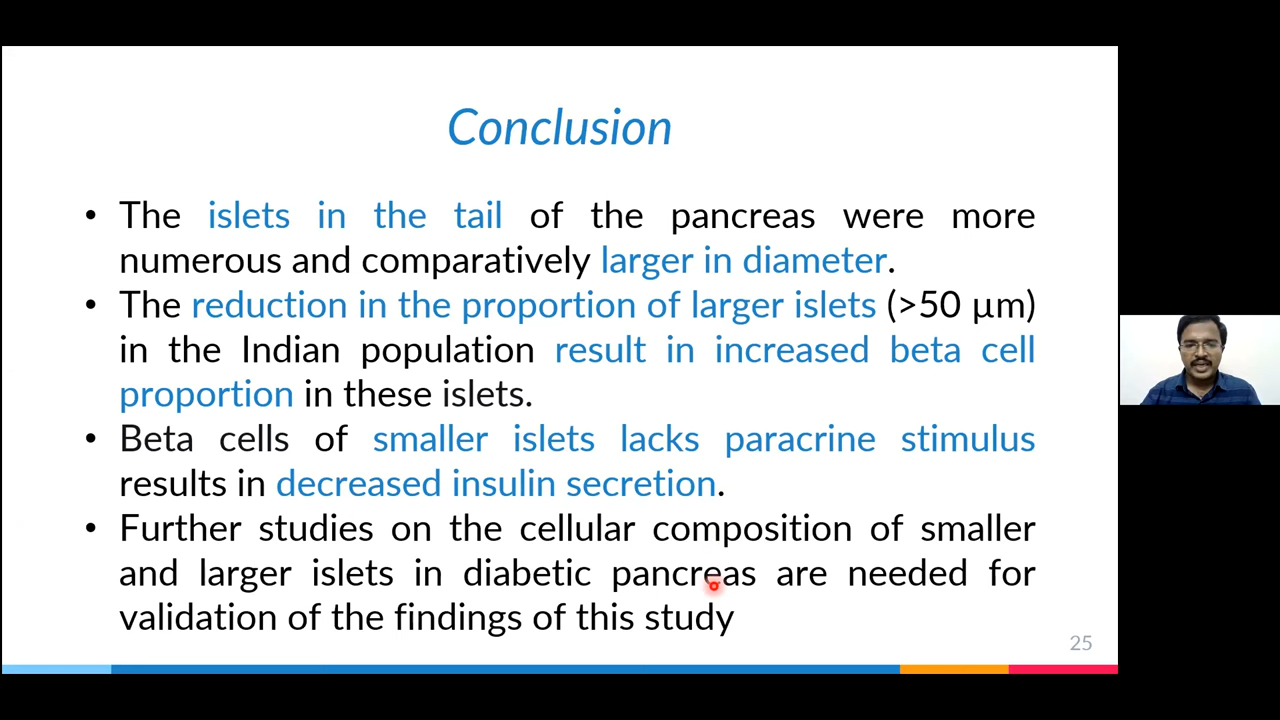 Conclusion
• The islets in the tail of the pancreas were more
numerous and comparatively larger in diameter.
• The reduction in the proportion of larger islets (>50 µm)
in the Indian population result in increased beta cell
proportion in these islets.
• Beta cells of smaller islets lacks paracrine stimulus
results in decreased insulin secretion.
• Further studies on the cellular composition of smaller
and larger islets in diabetic pancreas are needed for
validation of the findings of this study
25